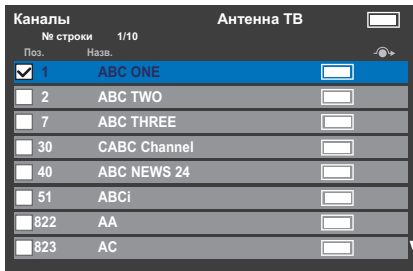 Каналы Антенна ТВ
№ строки 1/10
Поз. Назв.
1 ABC ONE
2 ABC TWO
7 ABC THREE
30 CABC Channel
40 ABC NEWS 24
51 ABCi
822 AA
823 AC